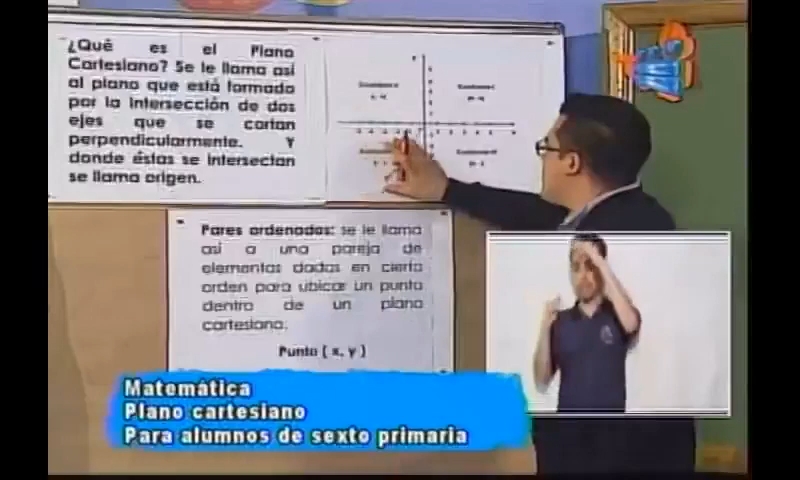 ¿Qué es el Plano
Cartesiano? Se le llama así
al plano que está formado
por la intersección de dos
ejes que se cortan
perpendicularmente. Y
donde éstas se intersectan
se llama origen.
Pares ordenados: se le llama
así a una pareja de
elementos dados en cierto
orden para ubicar un punto
dentro de un plano
cartesiano.
Punto ( x, y )
Matemática
Plano cartesiano
Para alumnos de sexto primaria